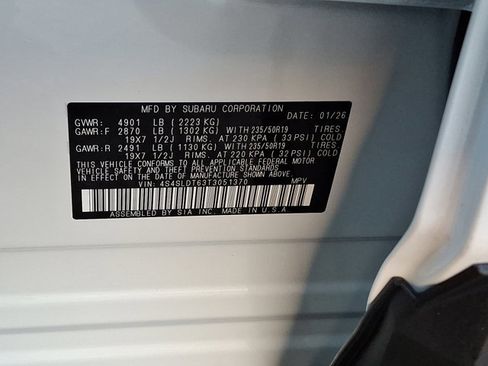 MFD BY SUBARU CORPORATION DATE: 01/26
GVWR: 4901 LB (2223 KG)
GAWR:F 2870 LB (1302 KG) WITH 235/50R19 TIRES.
19X7 1/2J RIMS. AT 230 KPA (33 PSI) COLD
GAWR:R 2491 LB (1130 KG) WITH 235/50R19 TIRES.
19X7 1/2J RIMS. AT 220 KPA (32 PSI) COLD
THIS VEHICLE CONFORMS TO ALL APPLICABLE FEDERAL MOTOR
VEHICLE SAFETY AND THEFT PREVENTION STANDARDS
IN EFFECT ON THE DATE OF MANUFACTURE SHOWN ABOVE.
VIN: 4S4SLDT63T3051370 MPV
ASSEMBLED BY SIA INC. MADE IN U.S.A.